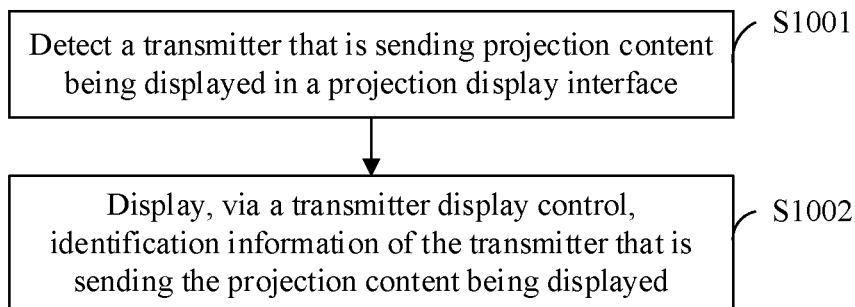 S1001
Detect a transmitter that is sending projection content
being displayed in a projection display interface
Display, via a transmitter display control,
identification information of the transmitter that is
sending the projection content being displayed
S1002